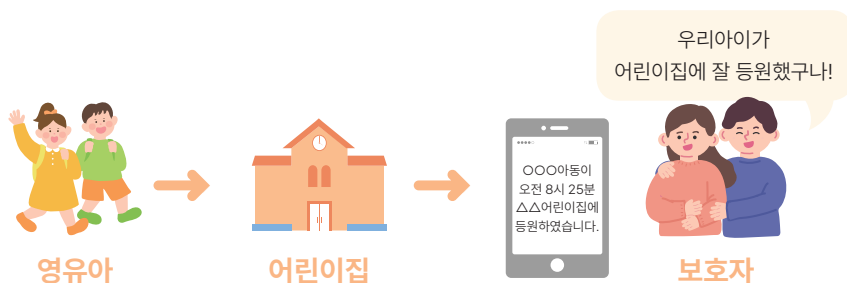 우리아이가
어린이집에 잘 등원했구나!
○○○아동이
오전 8시 25분
△△어린이집에
등원하였습니다.
영유아
어린이집
보호자